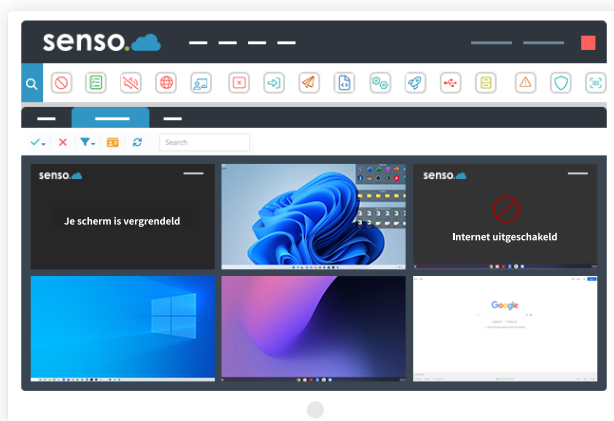 senso.
Search
senso.
Je scherm is vergrendeld
senso.
Internet uitgeschakeld
Google